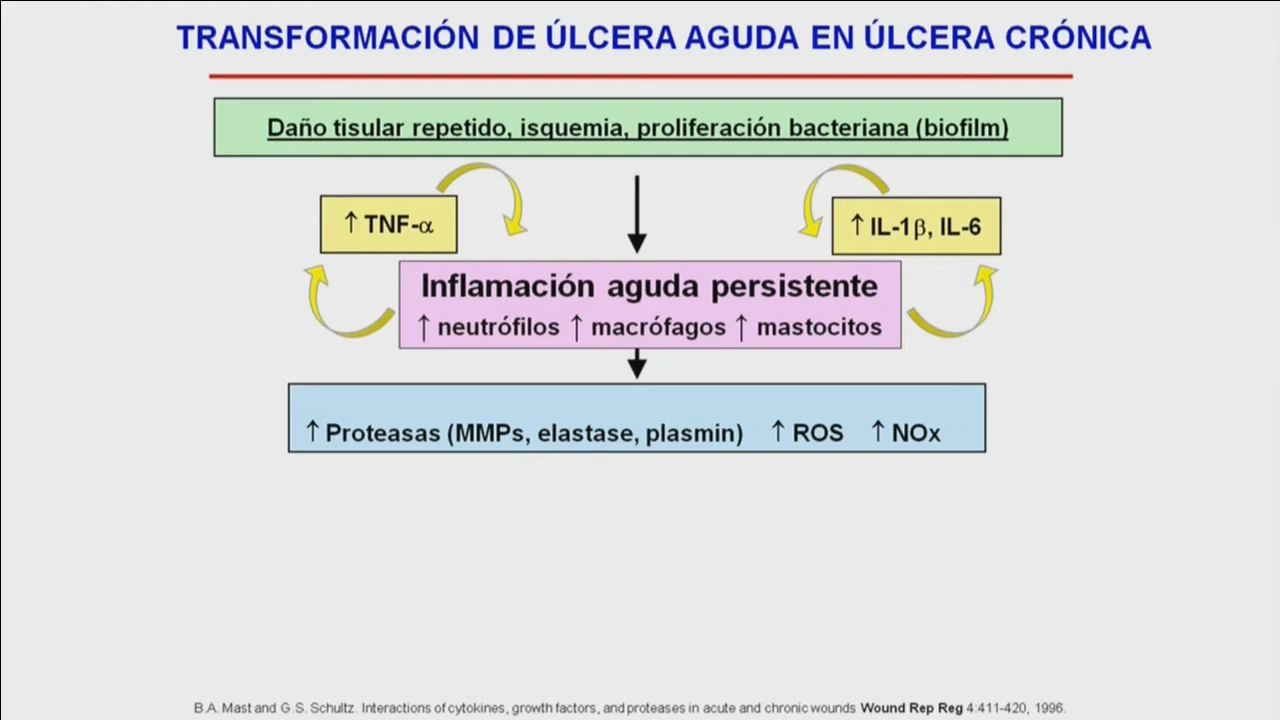 TRANSFORMACIÓN DE ÚLCERA AGUDA EN ÚLCERA CRÓNICA
Daño tisular repetido, isquemia, proliferación bacteriana (biofilm)
↑ TNF-α
↑ IL-1β, IL-6
Inflamación aguda persistente
↑ neutrófilos ↑ macrófagos ↑ mastocitos
↑ Proteasas (MMPs, elastase, plasmin) ↑ ROS ↑ NOx
B.A. Mast and G.S. Schultz. Interactions of cytokines, growth factors, and proteases in acute and chronic wounds Wound Rep Reg 4:411-420, 1996.